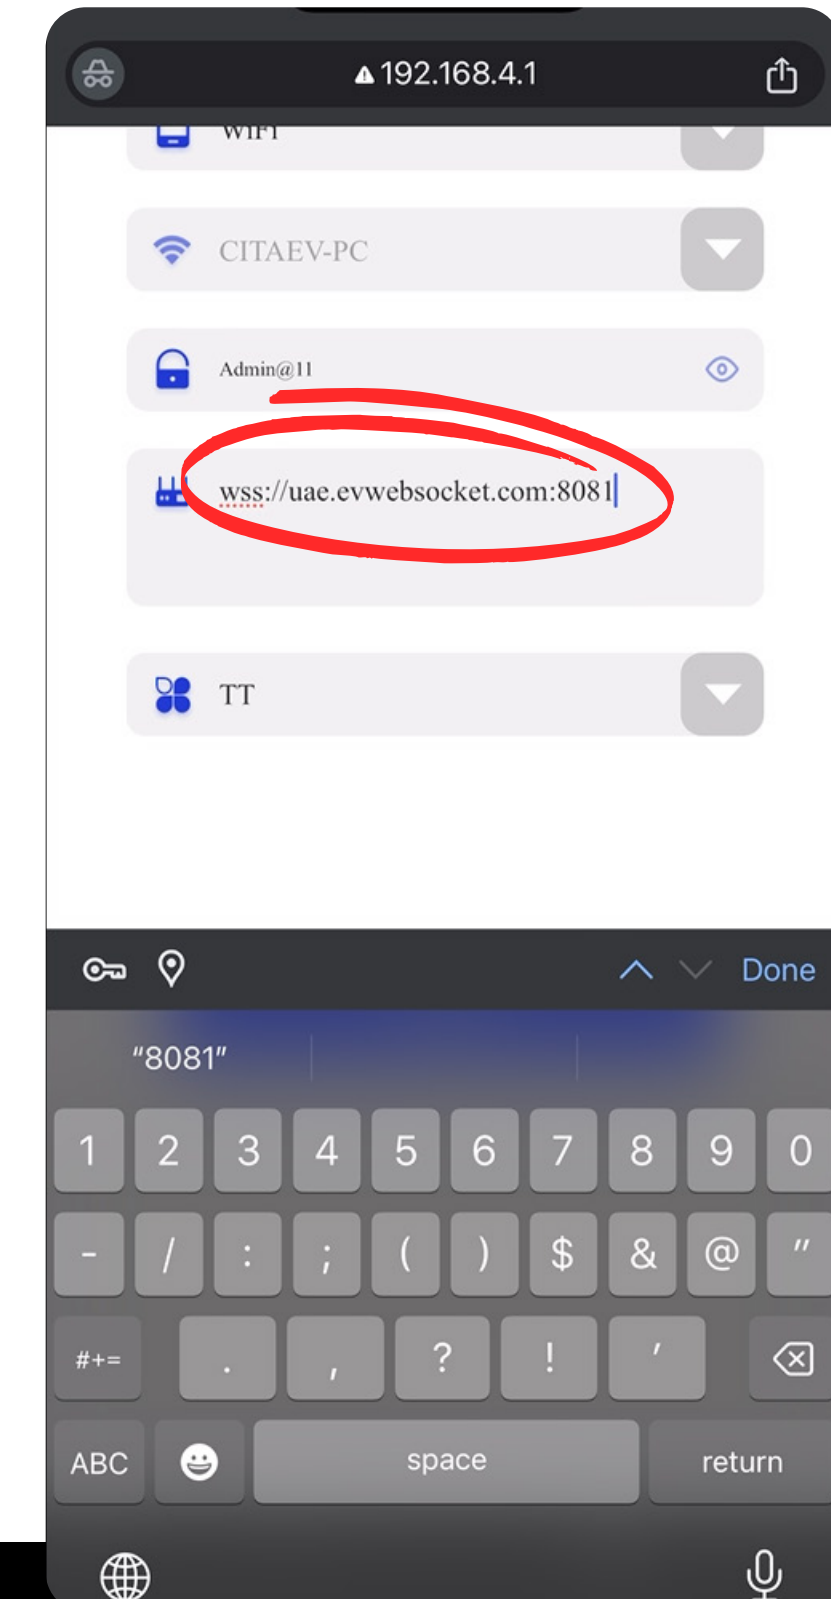 192.168.4.1
WiFi
CITAEV-PC
Admin@11
wss://uae.evwebsocket.com:8081
TT
Done
"8081"
1 2 3 4 5 6 7 8 9 0
- / : ; ( ) $ & @ "
#+= . , ? ! '
ABC space return